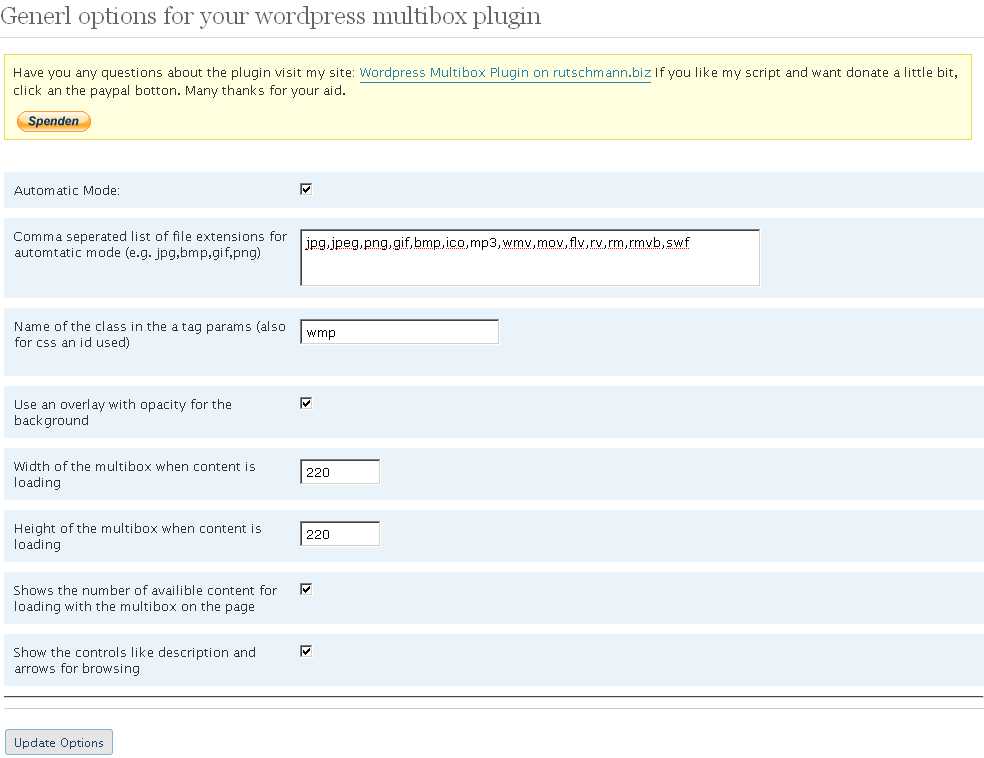 Generl options for your wordpress multibox plugin
Have you any questions about the plugin visit my site: Wordpress Multibox Plugin on rutschmann.biz If you like my script and want donate a little bit,
click an the paypal botton. Many thanks for your aid.
Spenden
Automatic Mode:
Comma seperated list of file extensions for
automtatic mode (e.g. jpg,bmp,gif,png)
jpg,jpeg,png,gif,bmp,ico,mp3,wmv,mov,flv,rv,rm,rmvb,swf
Name of the class in the a tag params (also
for css an id used)
wmp
Use an overlay with opacity for the
background
Width of the multibox when content is
loading
220
Height of the multibox when content is
loading
220
Shows the number of availible content for
loading with the multibox on the page
Show the controls like description and
arrows for browsing
Update Options